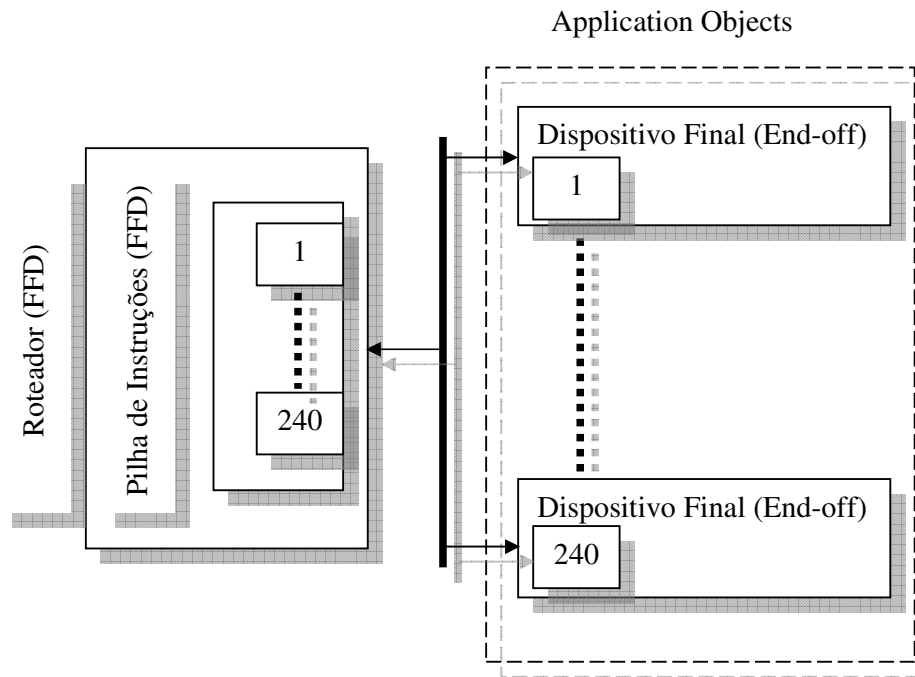 Application Objects
Roteador (FFD)
Pilha de Instruções (FFD)
1
240
Dispositivo Final (End-off)
1
Dispositivo Final (End-off)
240